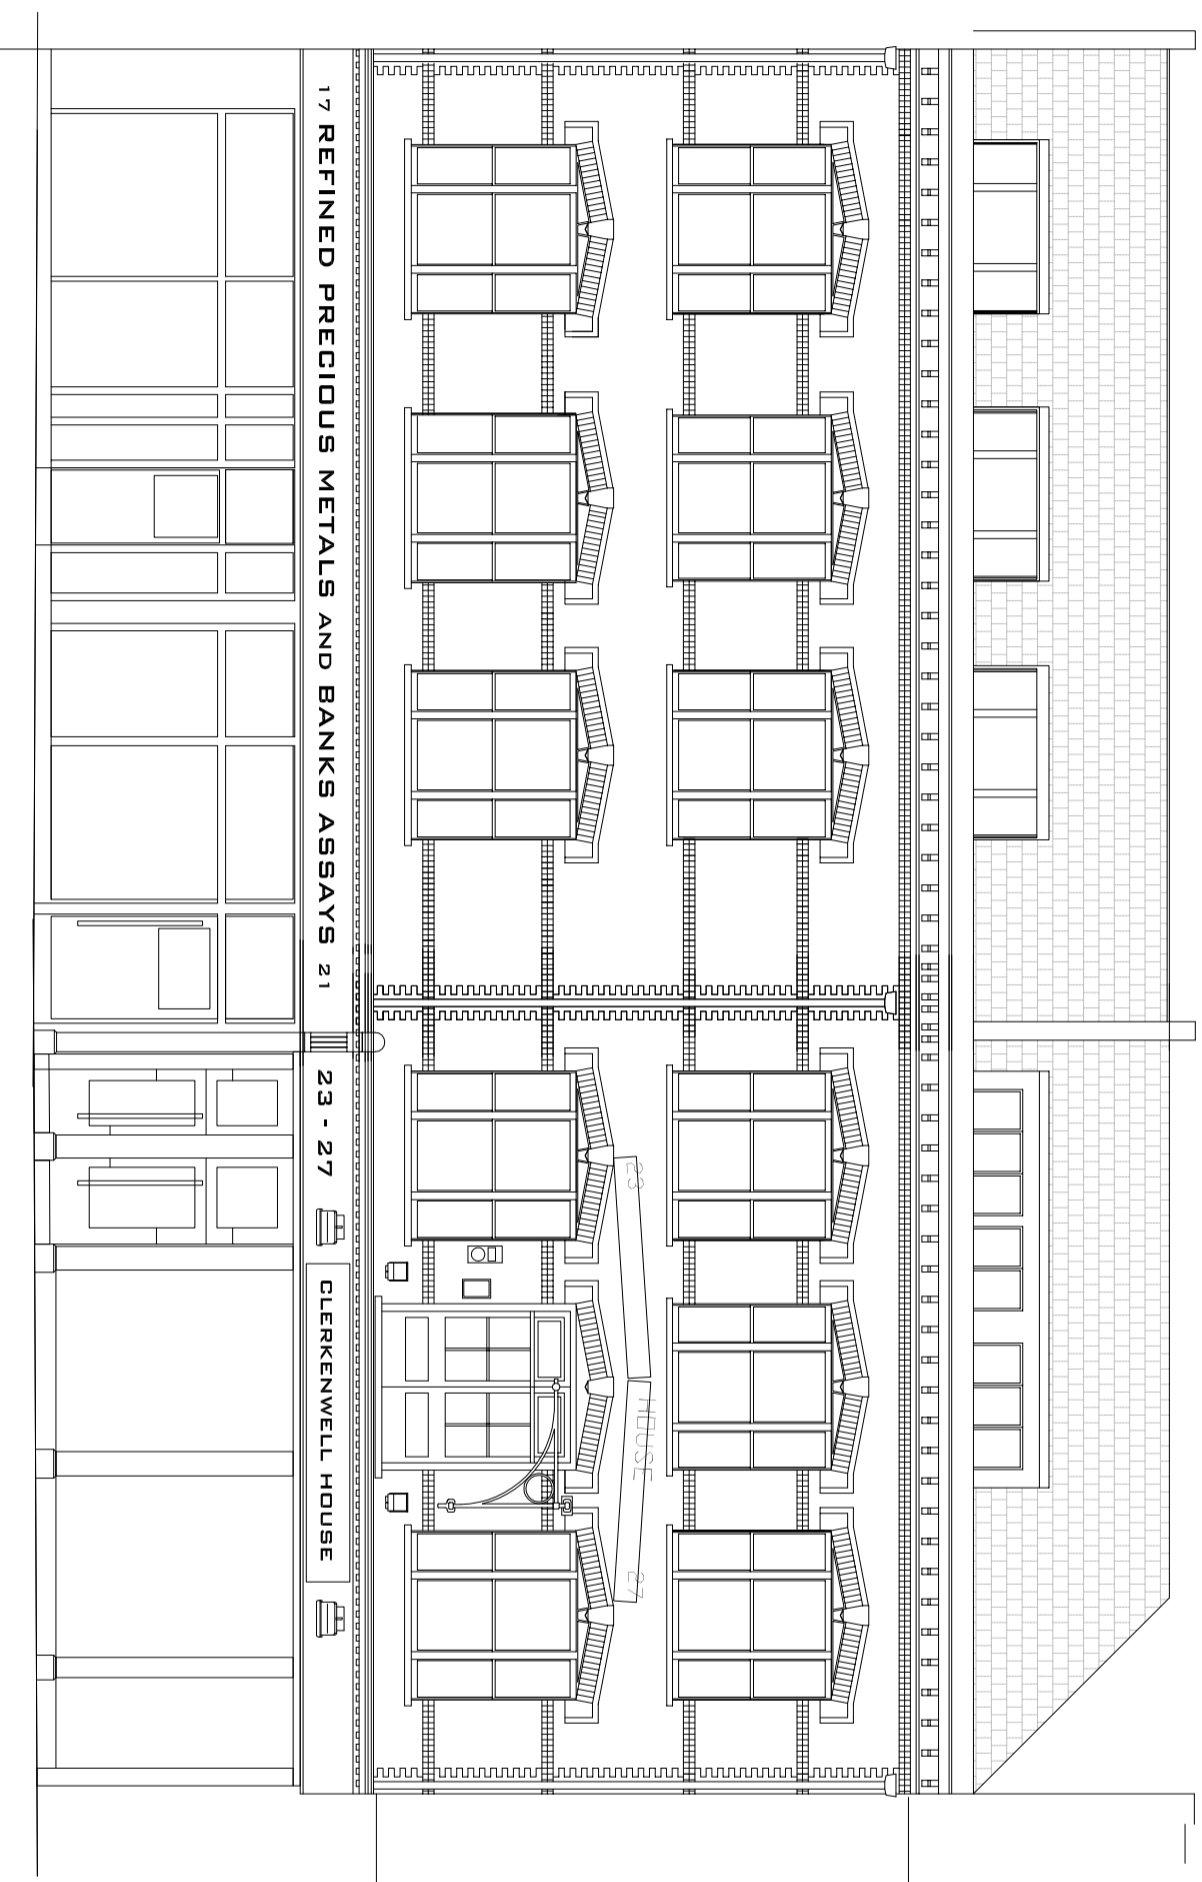 17 REFINED PRECIOUS METALS AND BANKS ASSAYS 21
23 - 27
CLERKENWELL HOUSE
23
HOUSE
27